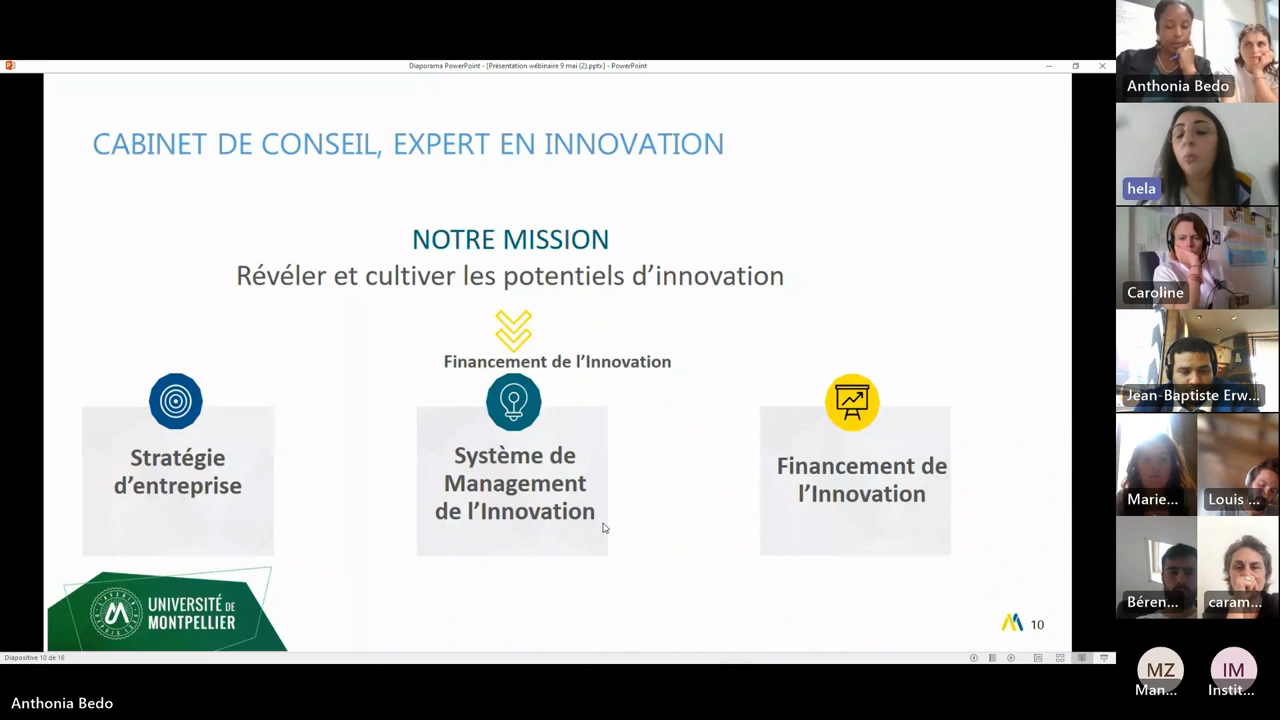 Diaporama PowerPoint - [Présentation wébinaire 9 mai (2).pptx] - PowerPoint
CABINET DE CONSEIL, EXPERT EN INNOVATION
NOTRE MISSION
Révéler et cultiver les potentiels d’innovation
Financement de l’Innovation
Stratégie
d’entreprise
Système de
Management
de l’Innovation
Financement de
l’Innovation
UNIVERSITÉ DE
MONTPELLIER
10
Diapositive 10 de 16
Anthonia Bedo
Anthonia Bedo
hela
Caroline
Jean-Baptiste Erw...
Marie...
Louis ...
Béren...
caram...
MZ
Man...
IM
Instit...